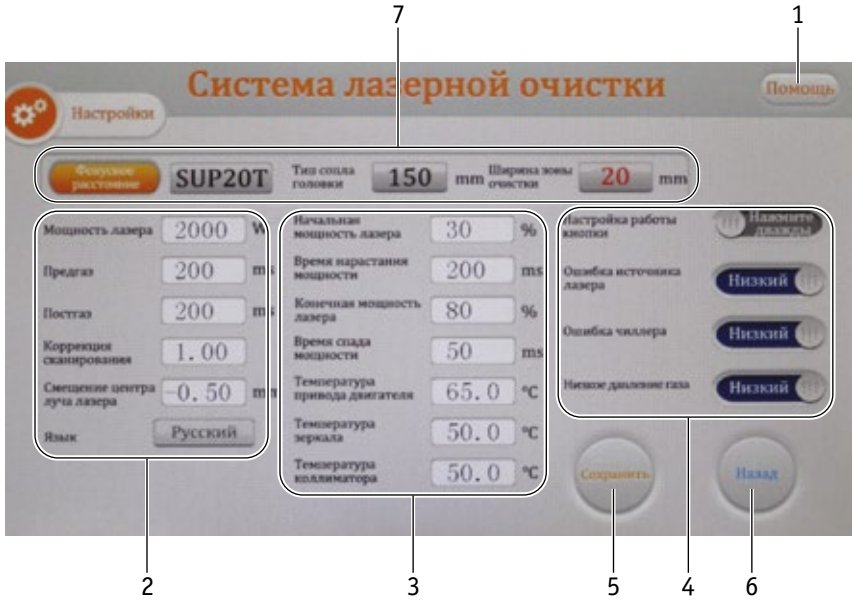 7
1
Система лазерной очистки
Помощь
Настройки
Фокусное
расстояние
SUP20T
Тип сопла
головки
150
mm
Ширина зоны
очистки
20
mm
Мощность лазера
2000
W
Предгаз
200
ms
Постгаз
200
ms
Коррекция
сканирования
1.00
Смещение центра
луча лазера
-0.50
mm
Язык
Русский
Начальная
мощность лазера
30
%
Время нарастания
мощности
200
ms
Конечная мощность
лазера
80
%
Время спада
мощности
50
ms
Температура
привода двигателя
65.0
°C
Температура
зеркала
50.0
°C
Температура
коллиматора
50.0
°C
Настройка работы
кнопки
Нажмите
дважды
Ошибка источника
лазера
Низкий
Ошибка чиллера
Низкий
Низкое давление газа
Низкий
Сохранить
Назад
2
3
5
4
6